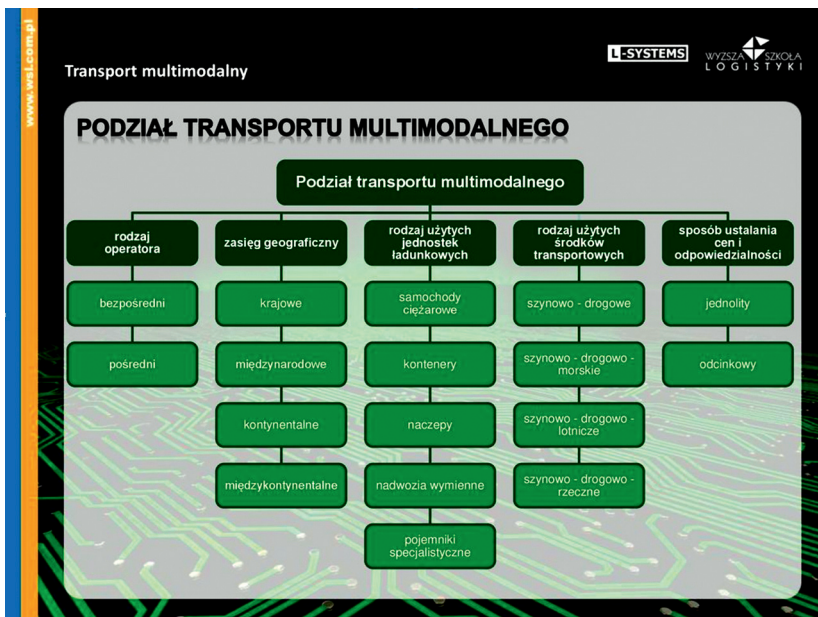 www.wsl.com.pl
Transport multimodalny
L-SYSTEMS
WYŻSZA SZKOŁA
LOGISTYKI
PODZIAŁ TRANSPORTU MULTIMODALNEGO
Podział transportu multimodalnego
rodzaj
operatora
bezpośredni
pośredni
zasięg geograficzny
krajowe
międzynarodowe
kontynentalne
międzykontynentalne
rodzaj użytych
jednostek
ładunkowych
samochody
ciężarowe
kontenery
naczepy
nadwozia wymienne
pojemniki
specjalistyczne
rodzaj użytych
środków
transportowych
szynowo - drogowe
szynowo - drogowo -
morskie
szynowo - drogowo -
lotnicze
szynowo - drogowo -
rzeczne
sposób ustalania
cen i
odpowiedzialności
jednolity
odcinkowy